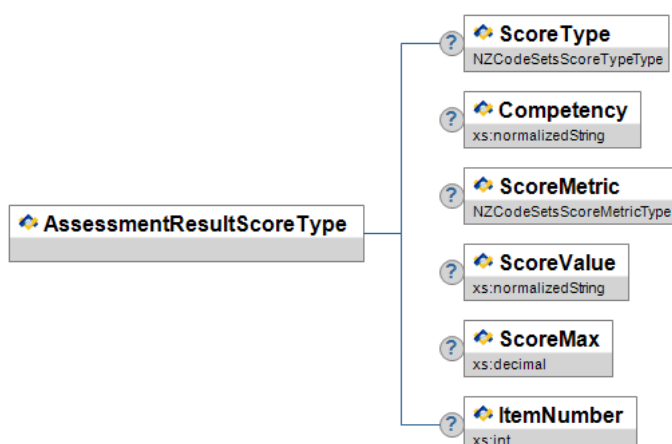 ?
ScoreType
NZCodeSetsScoreTypeType
?
Competency
xs:normalizedString
?
ScoreMetric
NZCodeSetsScoreMetricType
AssessmentResultScoreType
?
ScoreValue
xs:normalizedString
?
ScoreMax
xs:decimal
?
ItemNumber
xs:int